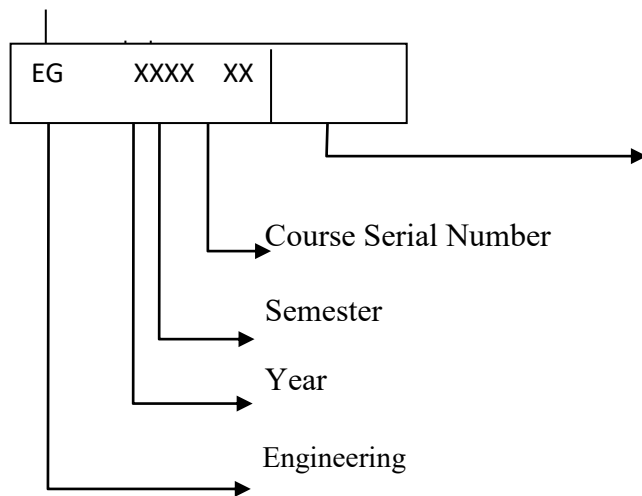 EG XXXX XX
Course Serial Number
Semester
Year
Engineering